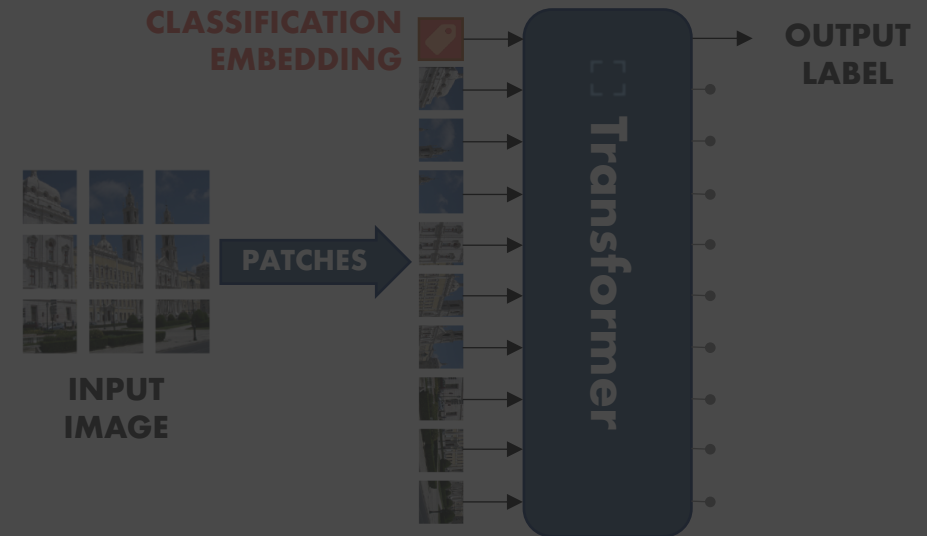 CLASSIFICATION
EMBEDDING
OUTPUT
LABEL
Transformer
PATCHES
INPUT
IMAGE